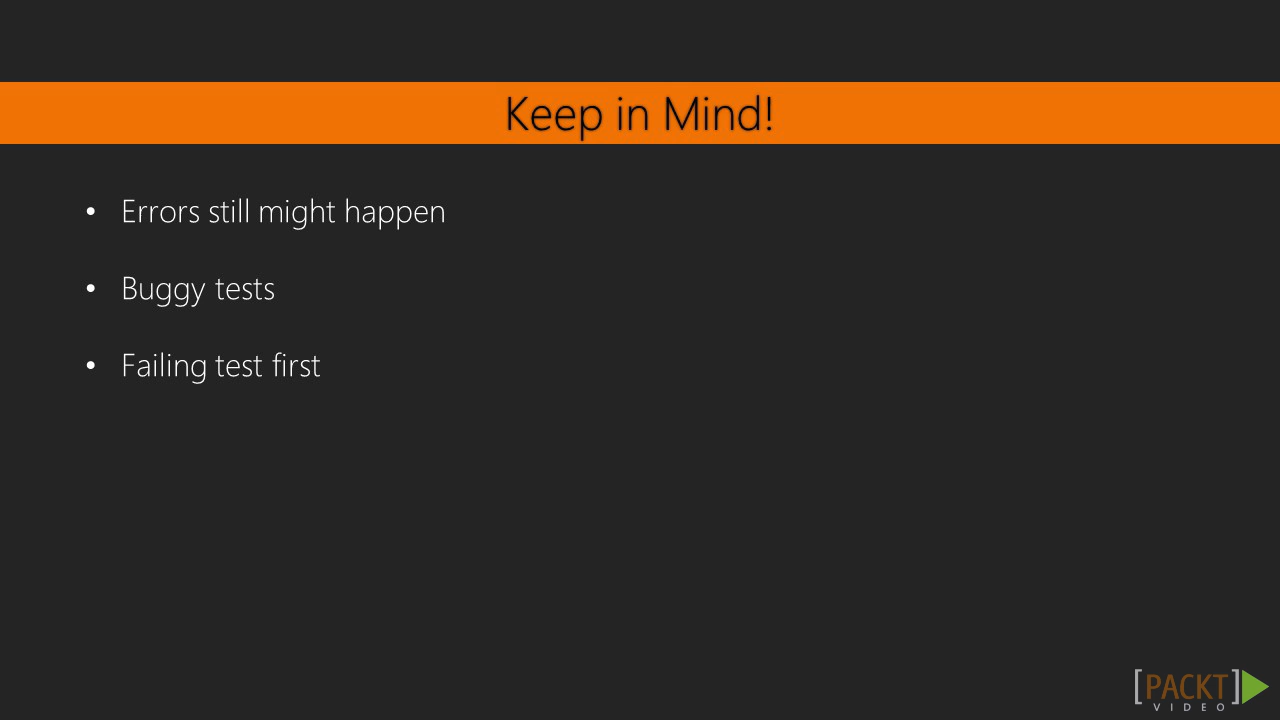 Keep in Mind!
• Errors still might happen
• Buggy tests
• Failing test first
[PACKT]
VIDEO